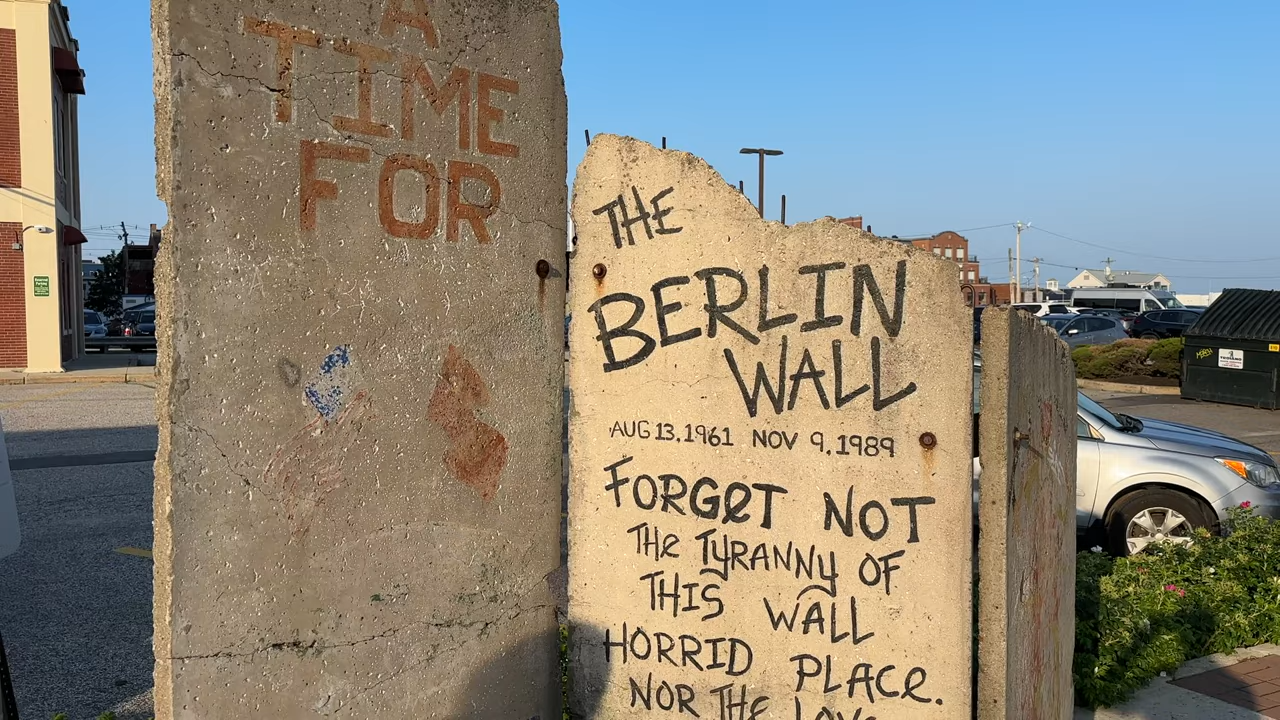 A
TIME
FOR
THE
BERLIN
WALL
AUG 13, 1961 NOV 9, 1989
FORGET NOT
THE TYRANNY OF
THIS WALL
HORRID PLACE.
NOR THE LOVE